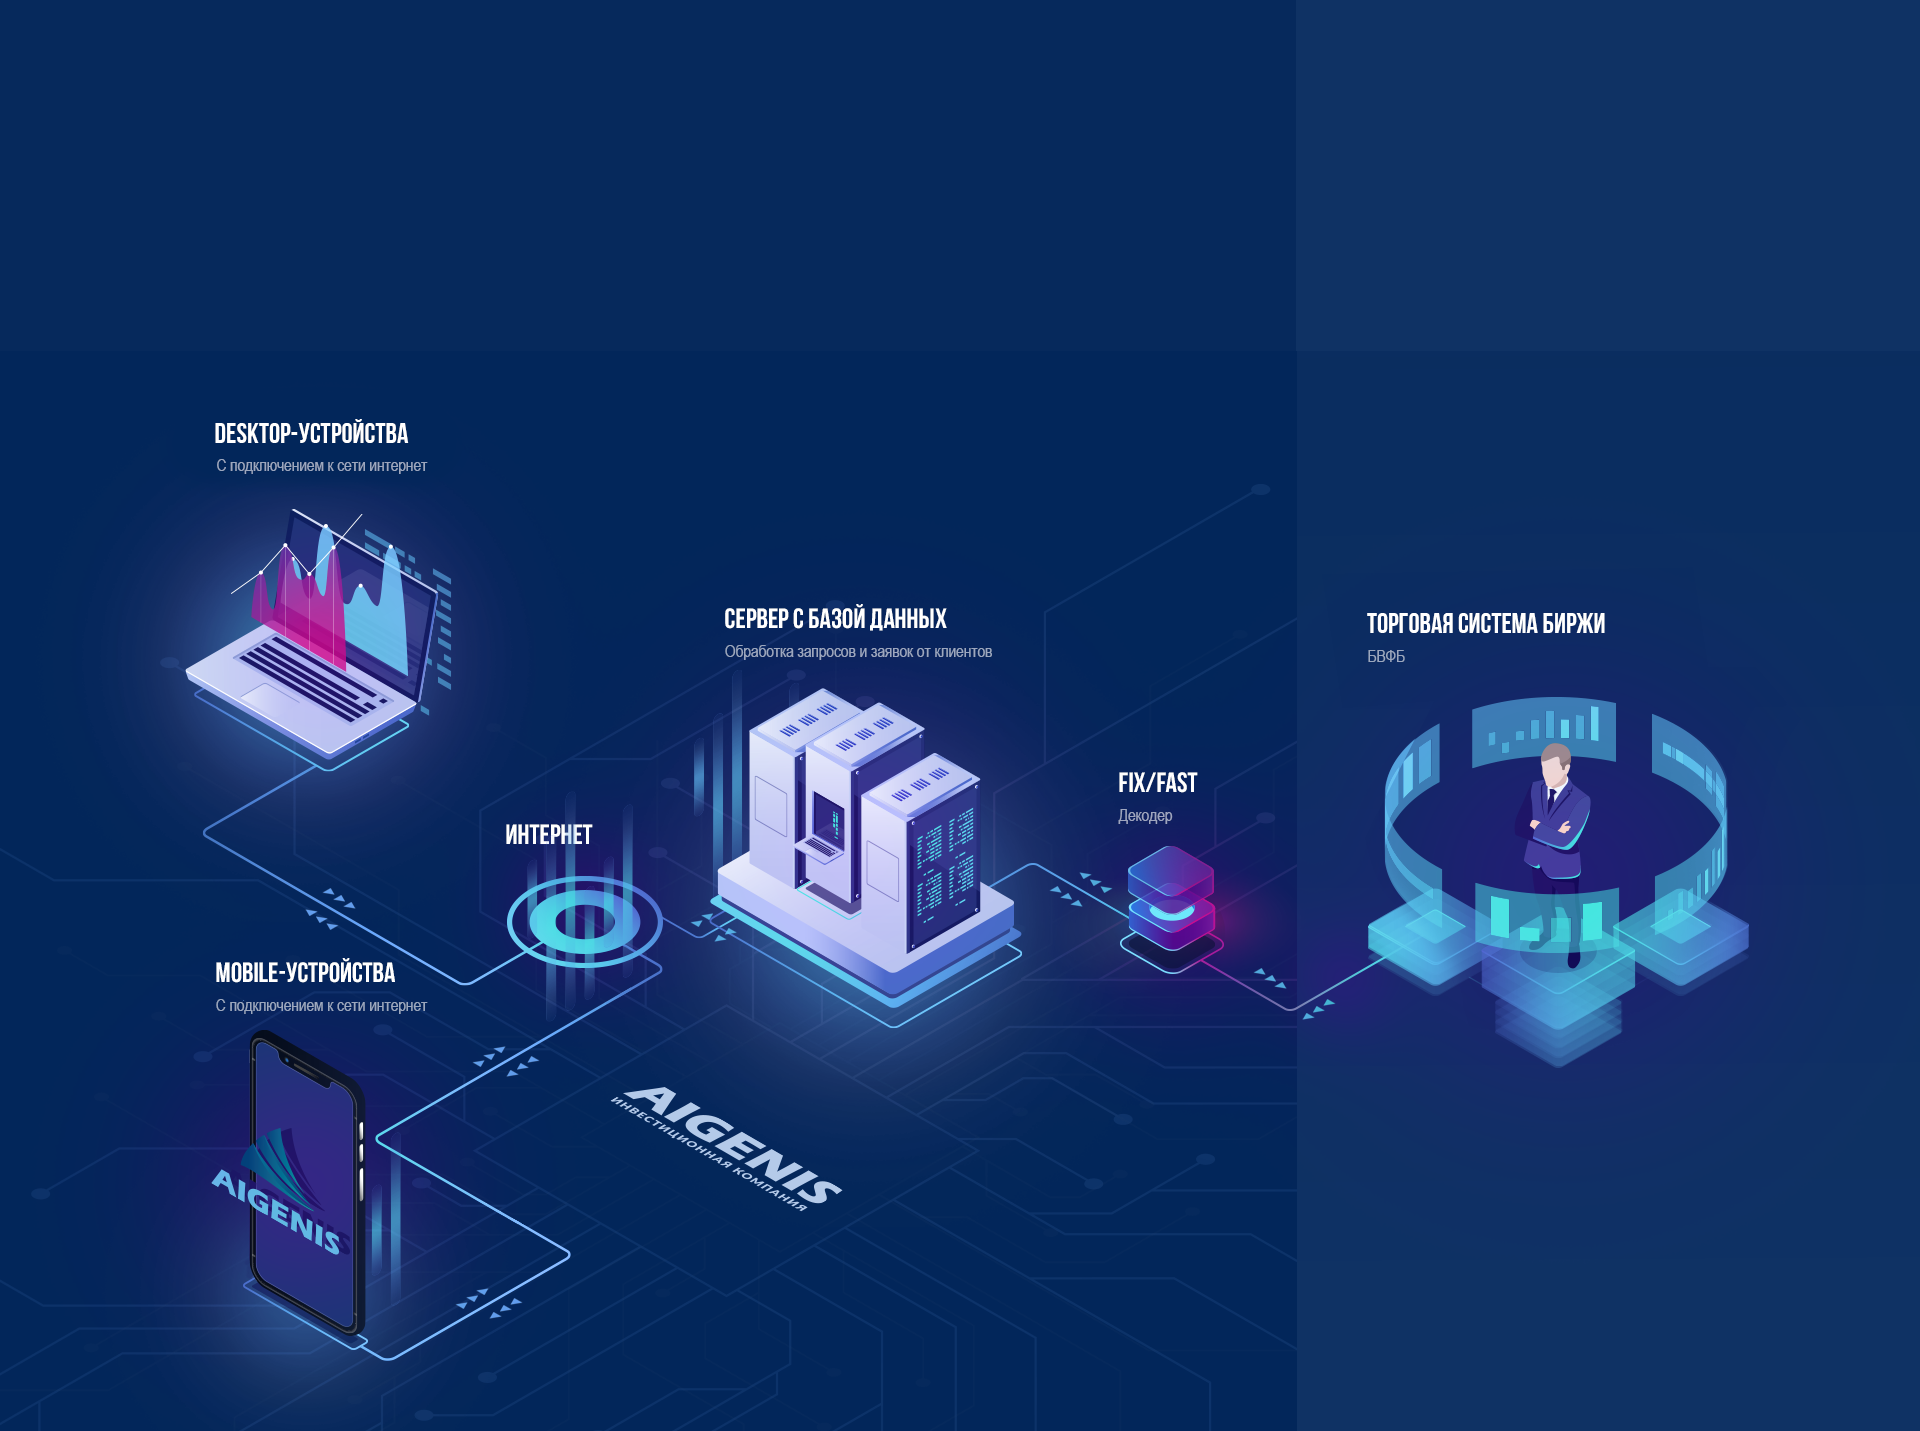 DESKTOP-УСТРОЙСТВА
С подключением к сети интернет
СЕРВЕР С БАЗОЙ ДАННЫХ
Обработка запросов и заявок от клиентов
ТОРГОВАЯ СИСТЕМА БИРЖИ
БВФБ
FIX/FAST
Декодер
ИНТЕРНЕТ
MOBILE-УСТРОЙСТВА
С подключением к сети интернет
AIGENIS
AIGENIS
ИНВЕСТИЦИОННАЯ КОМПАНИЯ